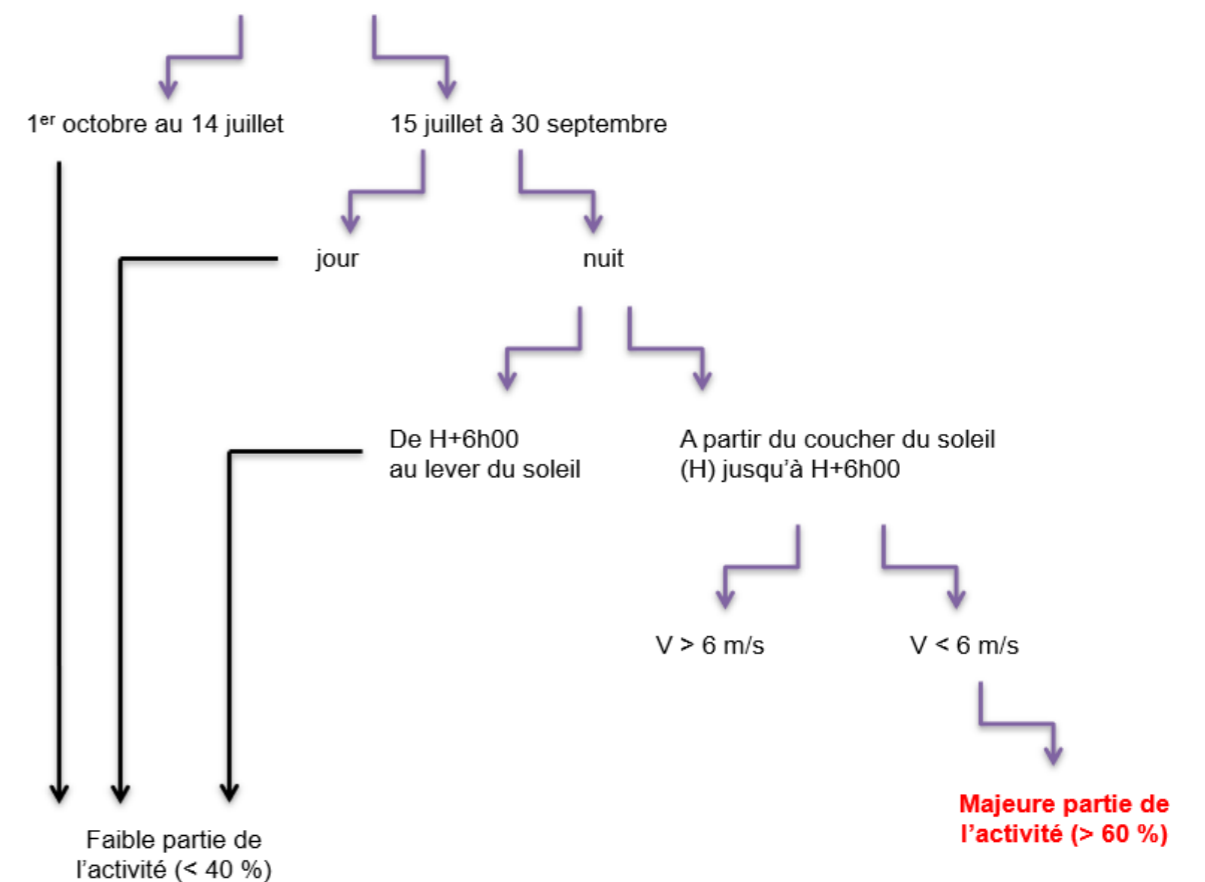 1er octobre au 14 juillet
15 juillet à 30 septembre
jour
nuit
De H+6h00
au lever du soleil
A partir du coucher du soleil
(H) jusqu'à H+6h00
V > 6 m/s
V < 6 m/s
Majeure partie de
l'activité (> 60 %)
Faible partie de
l'activité (< 40 %)